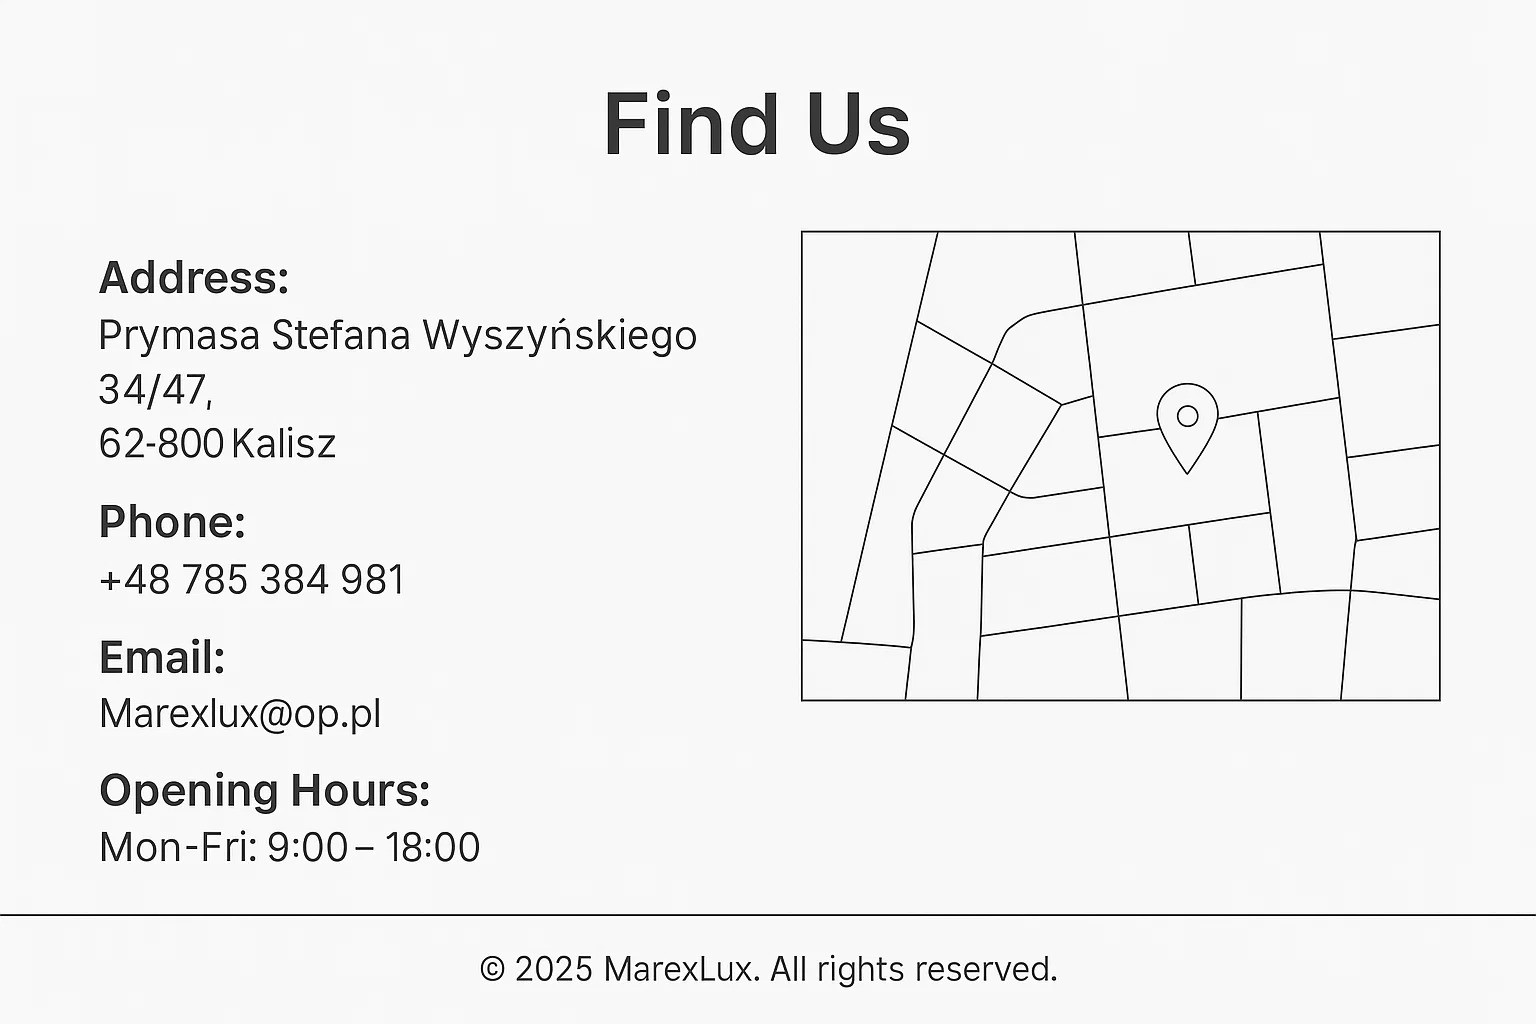 Find Us
Address:
Prymasa Stefana Wyszyńskiego
34/47,
62-800 Kalisz
Phone:
+48 785 384 981
Email:
Marexlux@op.pl
Opening Hours:
Mon-Fri: 9:00 – 18:00
© 2025 MarexLux. All rights reserved.